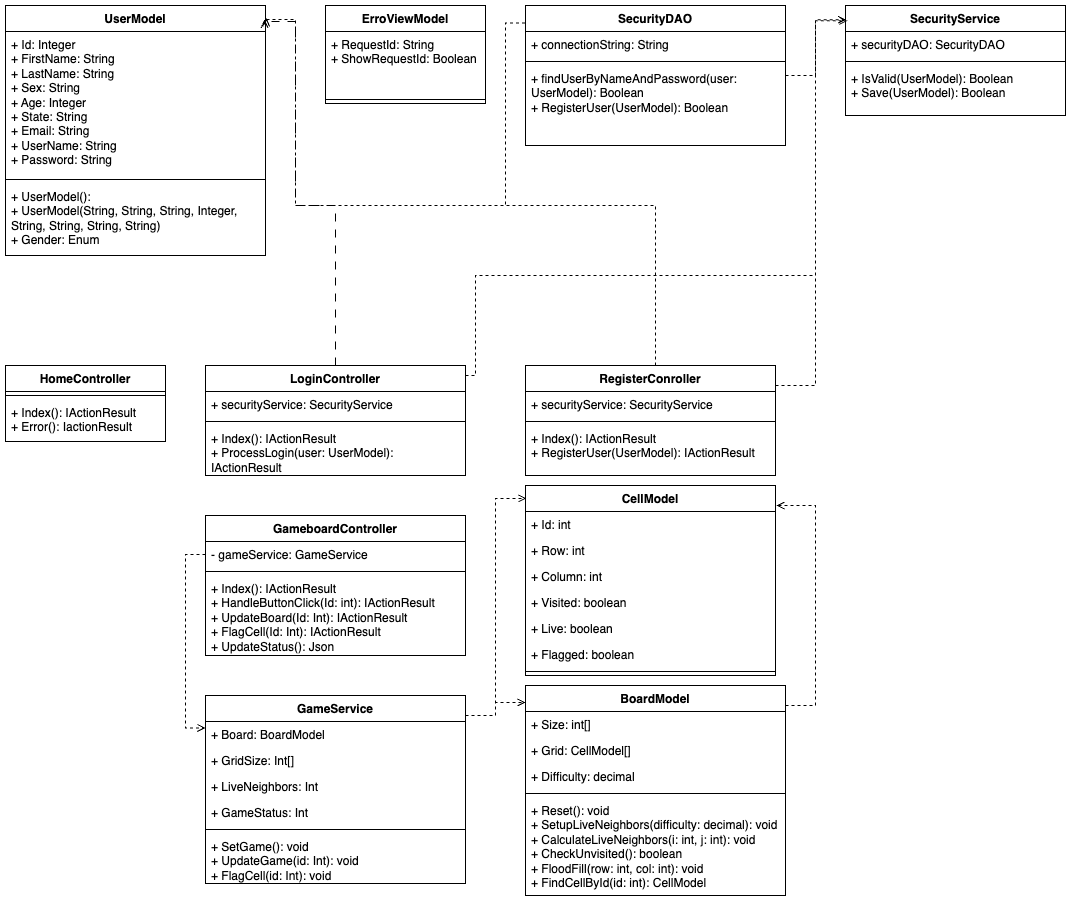 UserModel
+ Id: Integer
+ FirstName: String
+ LastName: String
+ Sex: String
+ Age: Integer
+ State: String
+ Email: String
+ UserName: String
+ Password: String
+ UserModel():
+ UserModel(String, String, String, Integer,
String, String, String, String)
+ Gender: Enum
ErroViewModel
+ RequestId: String
+ ShowRequestId: Boolean
SecurityDAO
+ connectionString: String
+ findUserByNameAndPassword(user:
UserModel): Boolean
+ RegisterUser(UserModel): Boolean
SecurityService
+ securityDAO: SecurityDAO
+ IsValid(UserModel): Boolean
+ Save(UserModel): Boolean
HomeController
+ Index(): IActionResult
+ Error(): IactionResult
LoginController
+ securityService: SecurityService
+ Index(): IActionResult
+ ProcessLogin(user: UserModel):
IActionResult
RegisterConroller
+ securityService: SecurityService
+ Index(): IActionResult
+ RegisterUser(UserModel): IActionResult
GameboardController
- gameService: GameService
+ Index(): IActionResult
+ HandleButtonClick(Id: int): IActionResult
+ UpdateBoard(Id: Int): IActionResult
+ FlagCell(Id: Int): IActionResult
+ UpdateStatus(): Json
CellModel
+ Id: int
+ Row: int
+ Column: int
+ Visited: boolean
+ Live: boolean
+ Flagged: boolean
GameService
+ Board: BoardModel
+ GridSize: Int[]
+ LiveNeighbors: Int
+ GameStatus: Int
+ SetGame(): void
+ UpdateGame(id: Int): void
+ FlagCell(id: Int): void
BoardModel
+ Size: int[]
+ Grid: CellModel[]
+ Difficulty: decimal
+ Reset(): void
+ SetupLiveNeighbors(difficulty: decimal): void
+ CalculateLiveNeighbors(i: int, j: int): void
+ CheckUnvisited(): boolean
+ FloodFill(row: int, col: int): void
+ FindCellById(id: int): CellModel